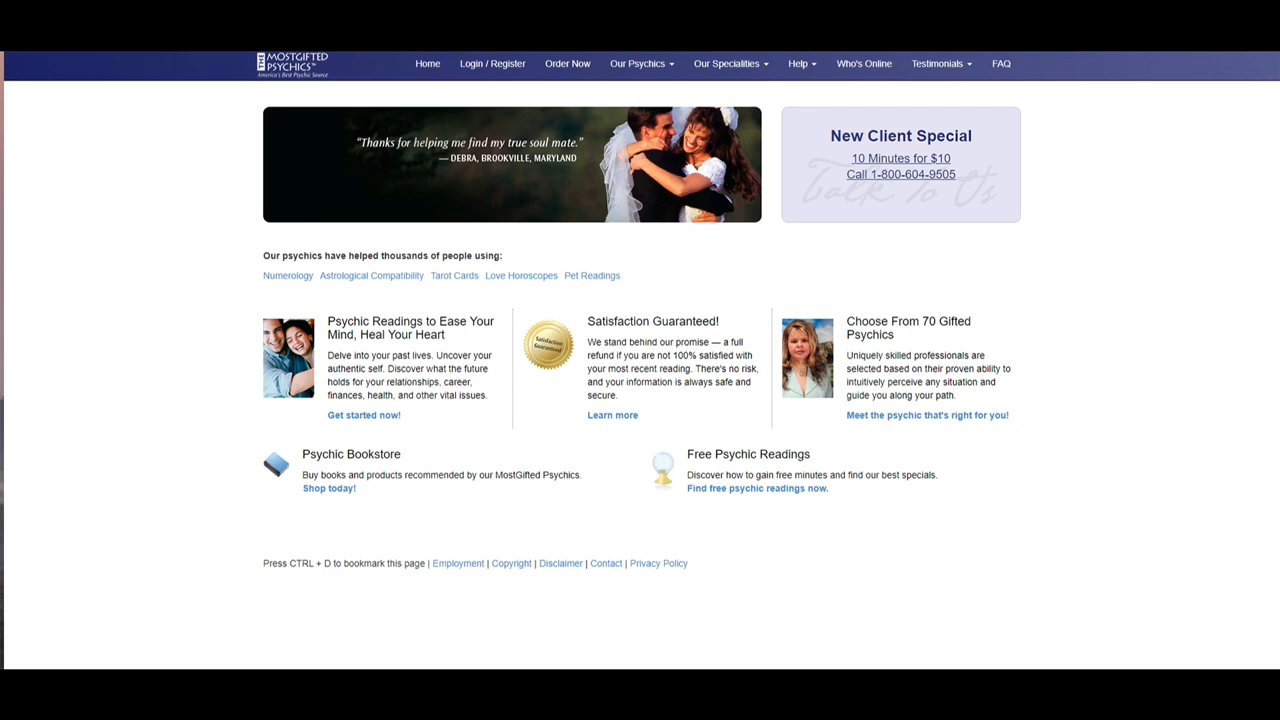 THE MOSTGIFTED PSYCHICS™
America's Best Psychic Source
Home Login / Register Order Now Our Psychics Our Specialities Help Who's Online Testimonials FAQ
“Thanks for helping me find my true soul mate.”
— DEBRA, BROOKVILLE, MARYLAND
New Client Special
10 Minutes for $10
Call 1-800-604-9505
Talk To Us
Our psychics have helped thousands of people using:
Numerology Astrological Compatibility Tarot Cards Love Horoscopes Pet Readings
Psychic Readings to Ease Your
Mind, Heal Your Heart
Delve into your past lives. Uncover your
authentic self. Discover what the future
holds for your relationships, career,
finances, health, and other vital issues.
Get started now!
Satisfaction
Guaranteed!
Satisfaction Guaranteed!
We stand behind our promise — a full
refund if you are not 100% satisfied with
your most recent reading. There's no risk,
and your information is always safe and
secure.
Learn more
Choose From 70 Gifted
Psychics
Uniquely skilled professionals are
selected based on their proven ability to
intuitively perceive any situation and
guide you along your path.
Meet the psychic that's right for you!
Psychic Bookstore
Buy books and products recommended by our MostGifted Psychics.
Shop today!
Free Psychic Readings
Discover how to gain free minutes and find our best specials.
Find free psychic readings now.
Press CTRL + D to bookmark this page | Employment | Copyright | Disclaimer | Contact | Privacy Policy